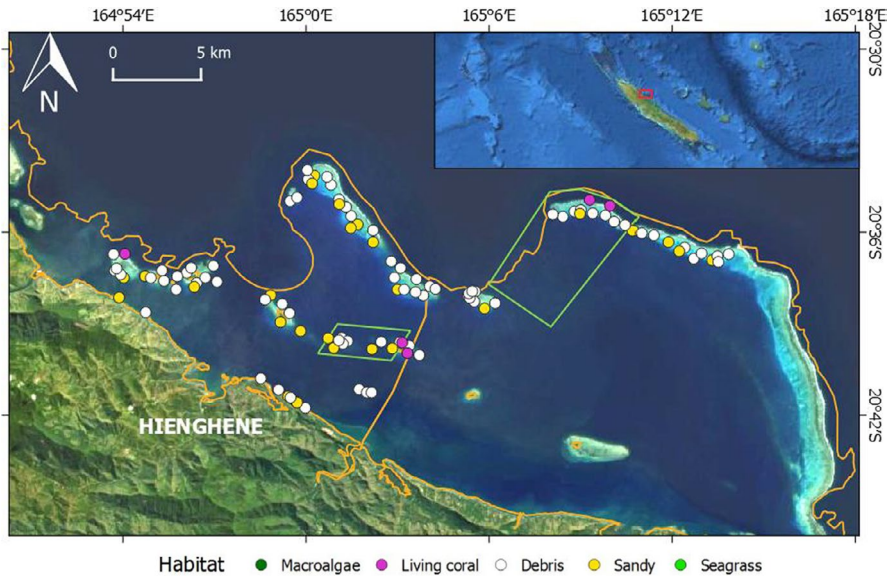 164°54'E 165°0'E 165°6'E 165°12'E 165°18'E
0 5 km
N
20°30'S
20°36'S
20°42'S
HIENGHENE
Habitat Macroalgae Living coral Debris Sandy Seagrass